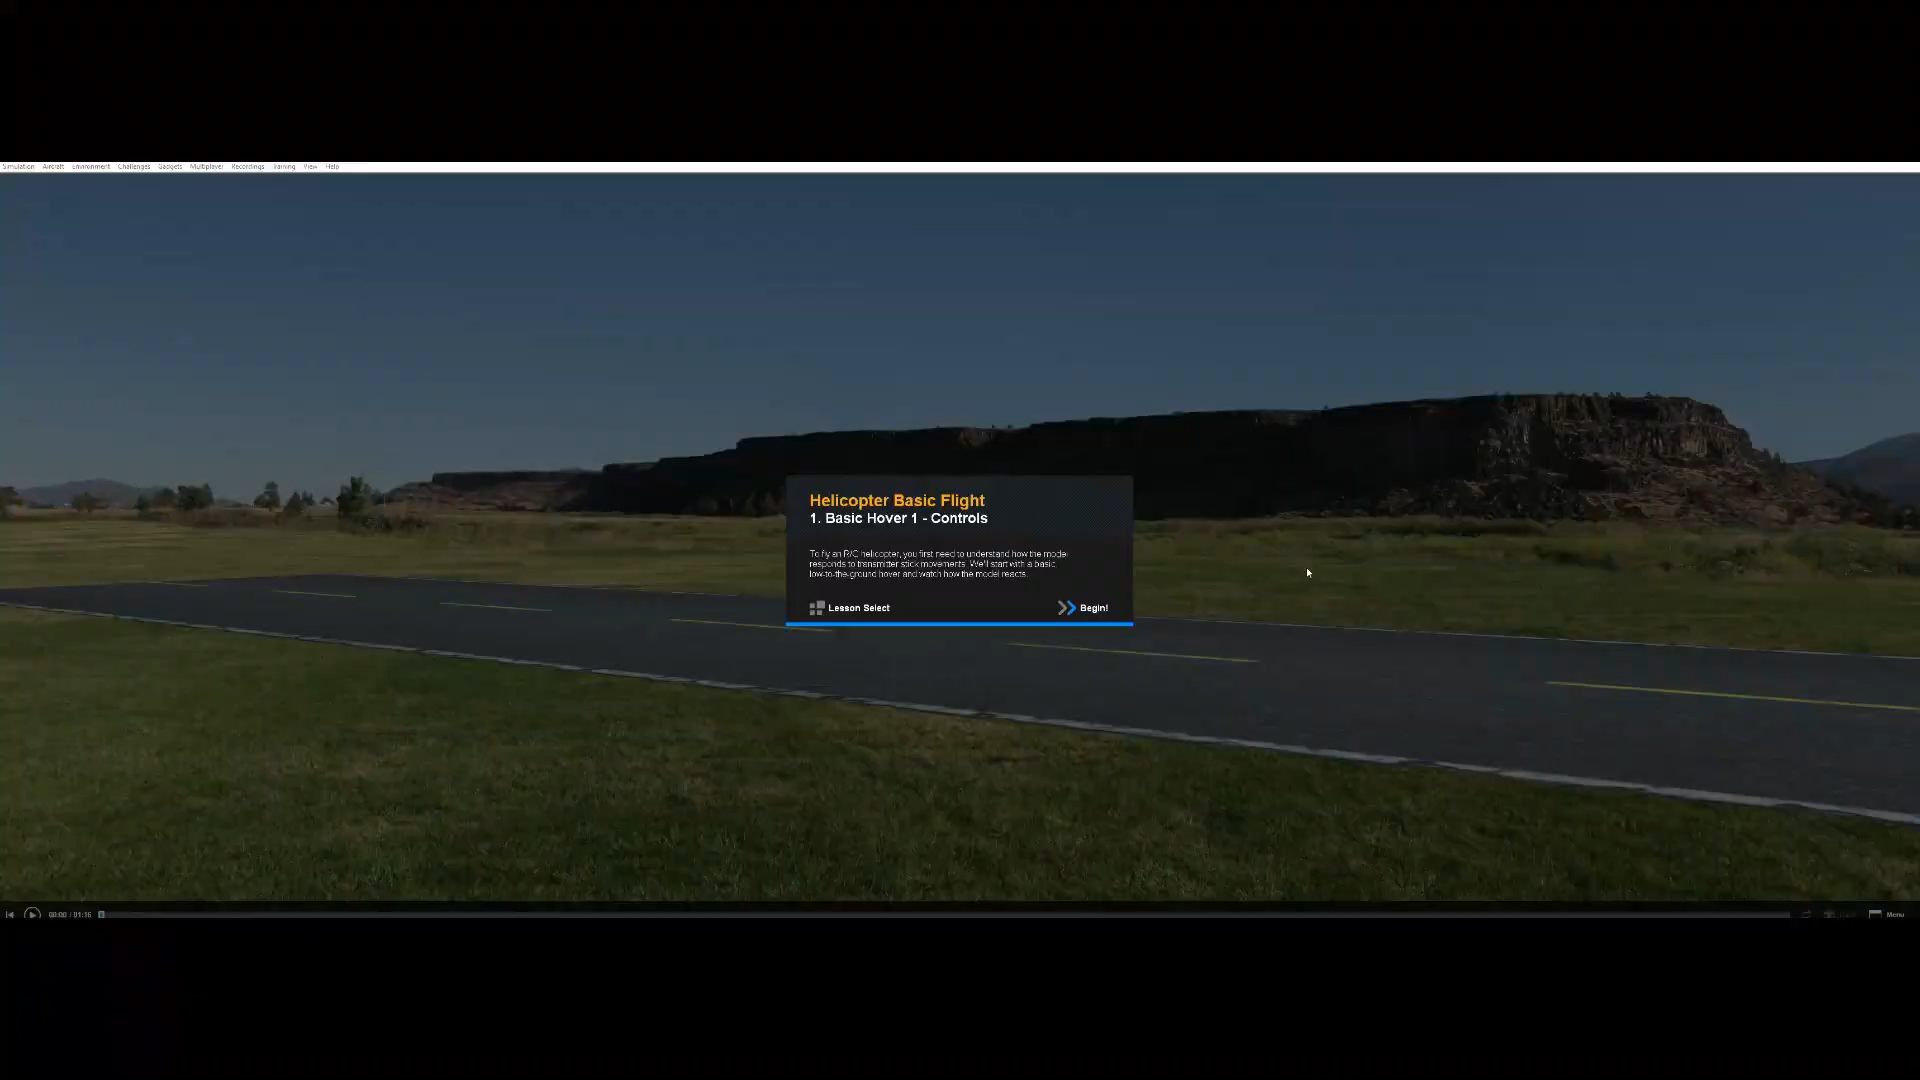 Simulation Aircraft Environment Challenges Gadgets Multiplayer Recordings Training View Help
Helicopter Basic Flight
1. Basic Hover 1 - Controls
To fly an R/C helicopter, you first need to understand how the model
responds to transmitter stick movements. We'll start with a basic
low-to-the-ground hover and watch how the model reacts.
Lesson Select Begin!
00:00 / 01:16 Menu